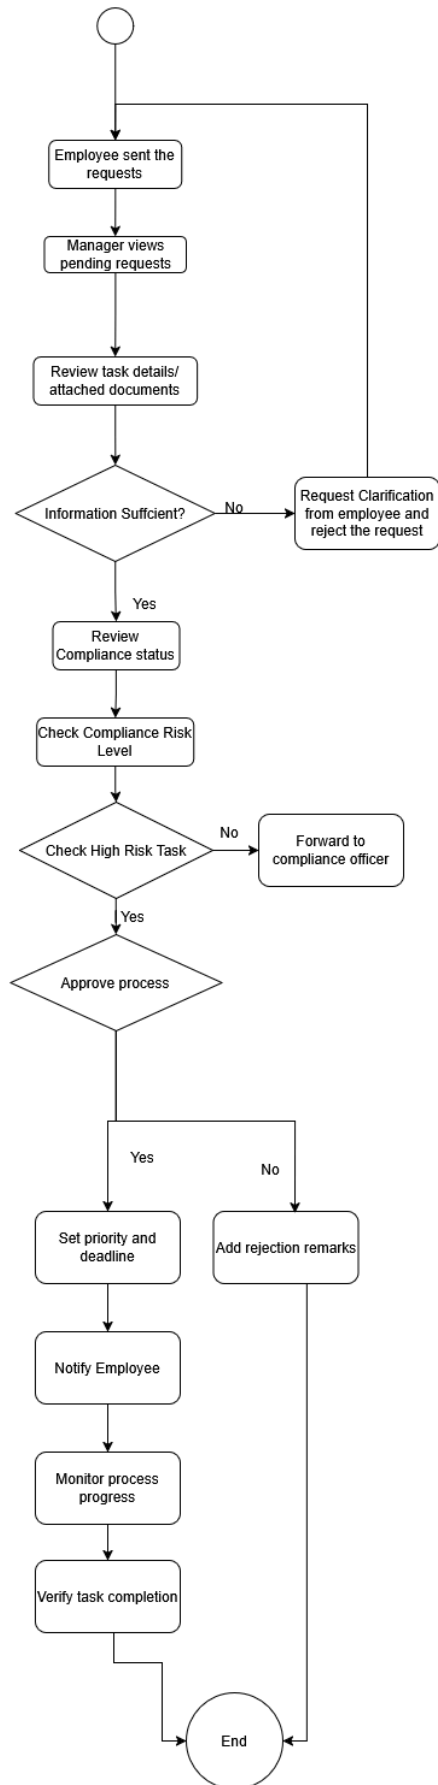 Employee sent the
requests
Manager views
pending requests
Review task details/
attached documents
Information Suffcient?
No
Request Clarification
from employee and
reject the request
Yes
Review
Compliance status
Check Compliance Risk
Level
Check High Risk Task
No
Forward to
compliance officer
Yes
Approve process
Yes
No
Set priority and
deadline
Add rejection remarks
Notify Employee
Monitor process
progress
Verify task completion
End